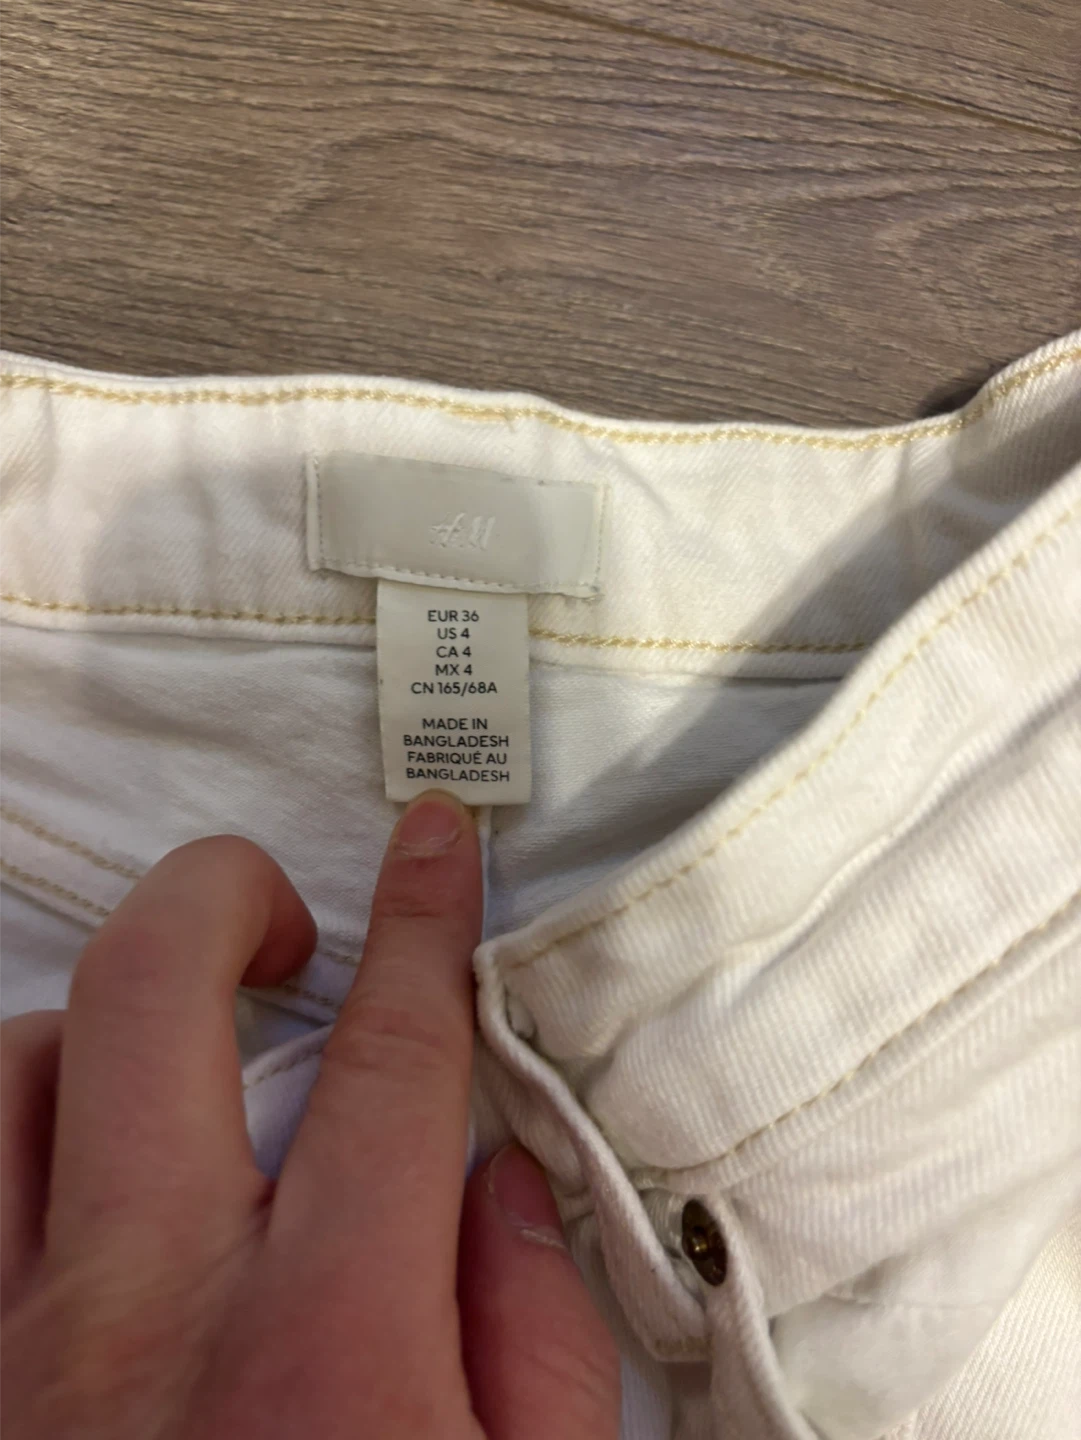 H&M
EUR 36
US 4
CA 4
MX 4
CN 165/68A
MADE IN
BANGLADESH
FABRIQUÉ AU
BANGLADESH